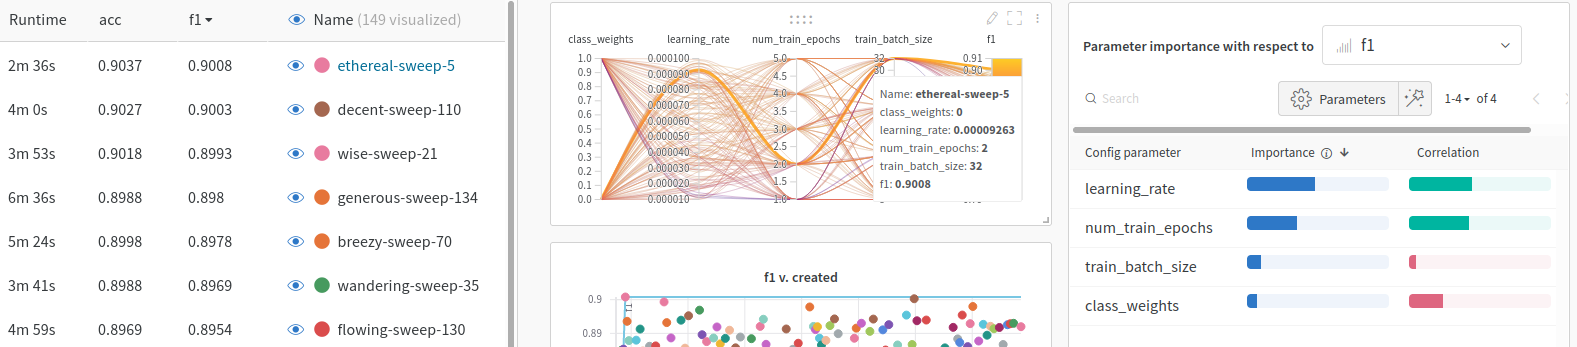 Runtime acc f1 Name (149 visualized)
2m 36s 0.9037 0.9008 ethereal-sweep-5
4m 0s 0.9027 0.9003 decent-sweep-110
3m 53s 0.9018 0.8993 wise-sweep-21
6m 36s 0.8988 0.898 generous-sweep-134
5m 24s 0.8998 0.8978 breezy-sweep-70
3m 41s 0.8988 0.8969 wandering-sweep-35
4m 59s 0.8969 0.8954 flowing-sweep-130
class_weights learning_rate num_train_epochs train_batch_size f1
1.0
0.9
0.8
0.7
0.6
0.5
0.4
0.3
0.2
0.1
0.0
0.000100
0.000090
0.000080
0.000070
0.000060
0.000050
0.000040
0.000030
0.000020
0.000010
5.0
4.5
4.0
3.5
3.0
2.5
2.0
1.5
1.0
32
30
0.91
0.90
Name: ethereal-sweep-5
class_weights: 0
learning_rate: 0.00009263
num_train_epochs: 2
train_batch_size: 32
f1: 0.9008
f1 v. created
0.9
0.89
Parameter importance with respect to f1
Search Parameters 1-4 of 4
Config parameter Importance Correlation
learning_rate
num_train_epochs
train_batch_size
class_weights